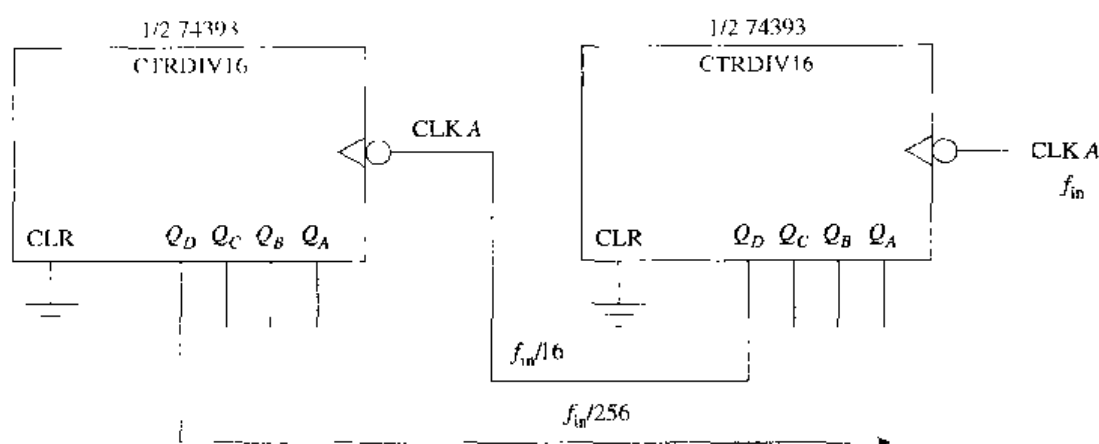 1/2 74393
CTRDIV16
CLK A
CLR
Q_D Q_C Q_B Q_A
1/2 74393
CTRDIV16
CLK A
f_in
CLR
Q_D Q_C Q_B Q_A
f_in/16
f_in/256